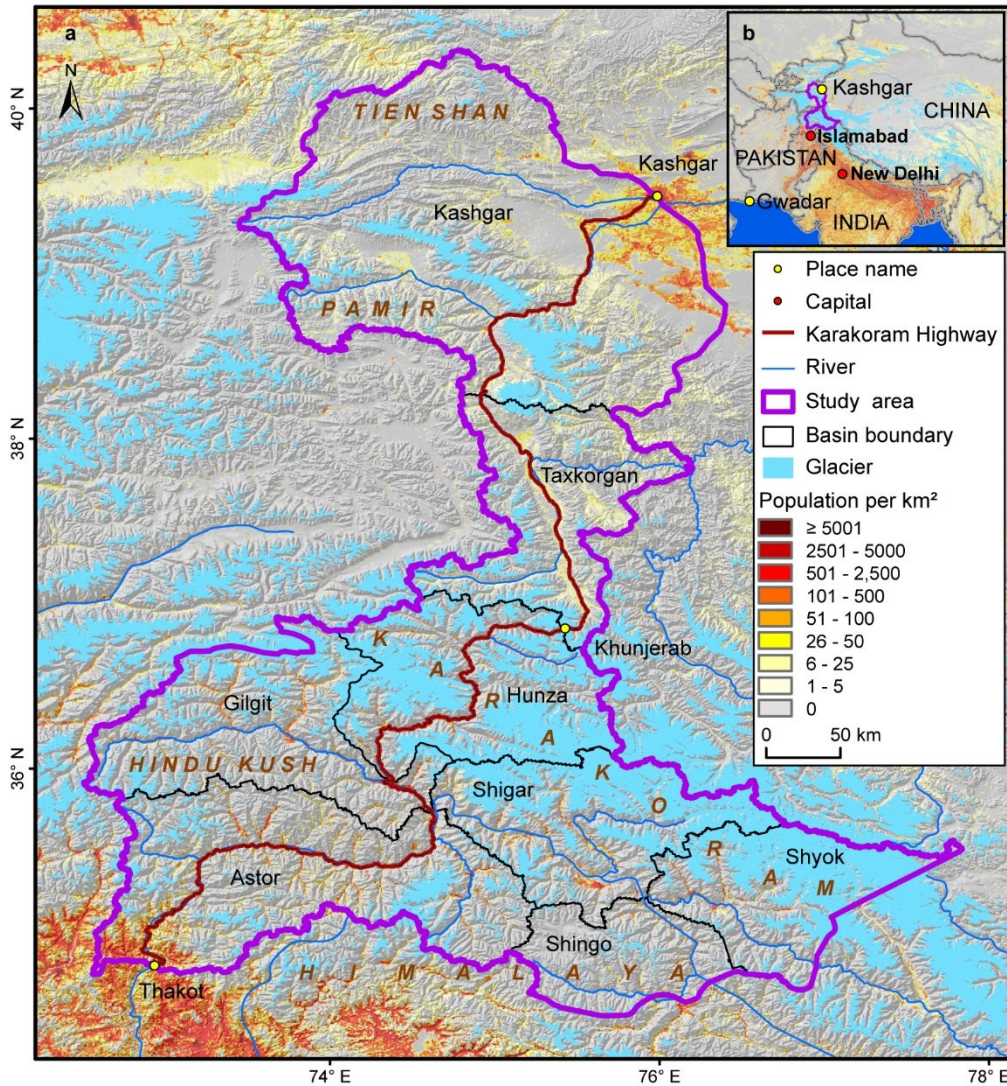 a
N
40° N
38° N
36° N
74° E
76° E
78° E
TIEN SHAN
Kashgar
Kashgar
PAMIR
Taxkorgan
Khunjerab
KARAKORAM
Hunza
Gilgit
HINDU KUSH
Shigar
Shyok
Astor
Shingo
HIMALAYA
Thakot
b
Kashgar
CHINA
Islamabad
PAKISTAN
New Delhi
Gwadar
INDIA
Place name
Capital
Karakoram Highway
River
Study area
Basin boundary
Glacier
Population per km²
≥ 5001
2501 - 5000
501 - 2,500
101 - 500
51 - 100
26 - 50
6 - 25
1 - 5
0
0 50 km